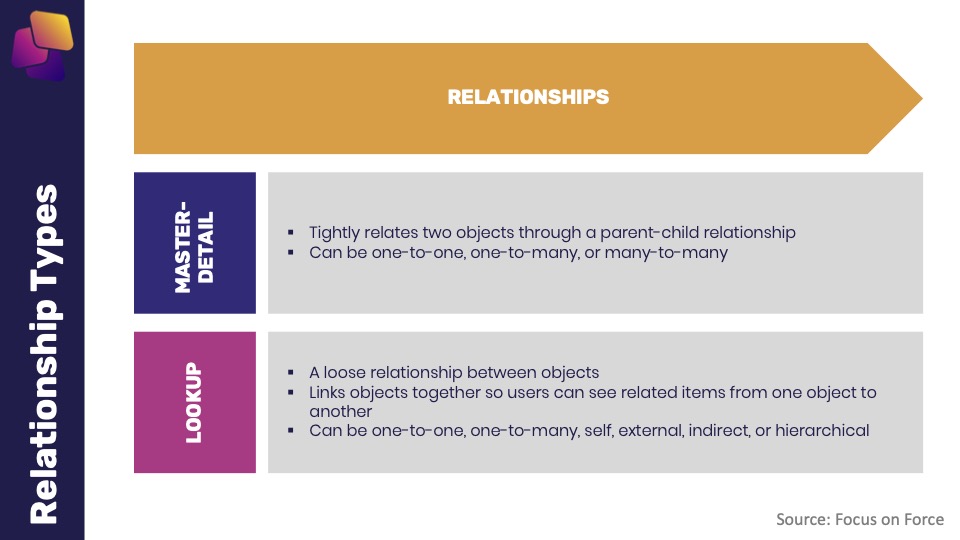 Relationship Types
RELATIONSHIPS
MASTER-
DETAIL
▪ Tightly relates two objects through a parent-child relationship
▪ Can be one-to-one, one-to-many, or many-to-many
LOOKUP
▪ A loose relationship between objects
▪ Links objects together so users can see related items from one object to
another
▪ Can be one-to-one, one-to-many, self, external, indirect, or hierarchical
Source: Focus on Force